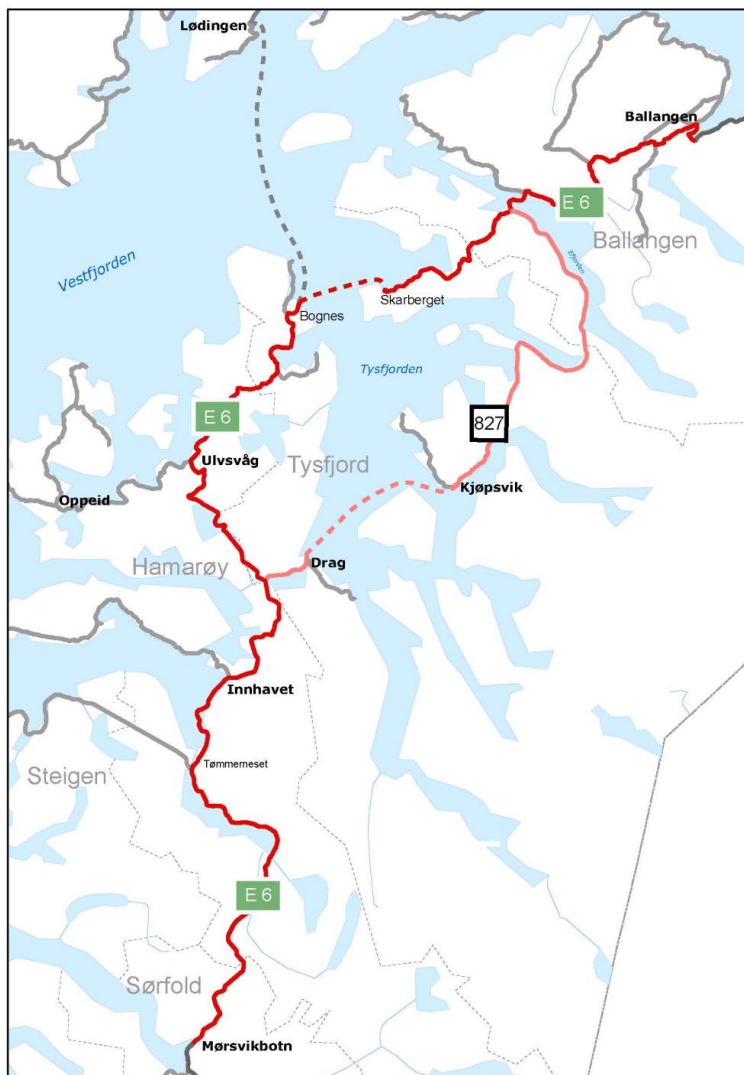 Lødingen
Ballangen
E 6
Ballangen
Efjorden
Vestfjorden
Skarberget
Bognes
Tysfjorden
E 6
827
Ulvsvåg
Tysfjord
Kjøpsvik
Oppeid
Drag
Hamarøy
Innhavet
Tømmerneset
Steigen
E 6
Sørfold
Mørsvikbotn